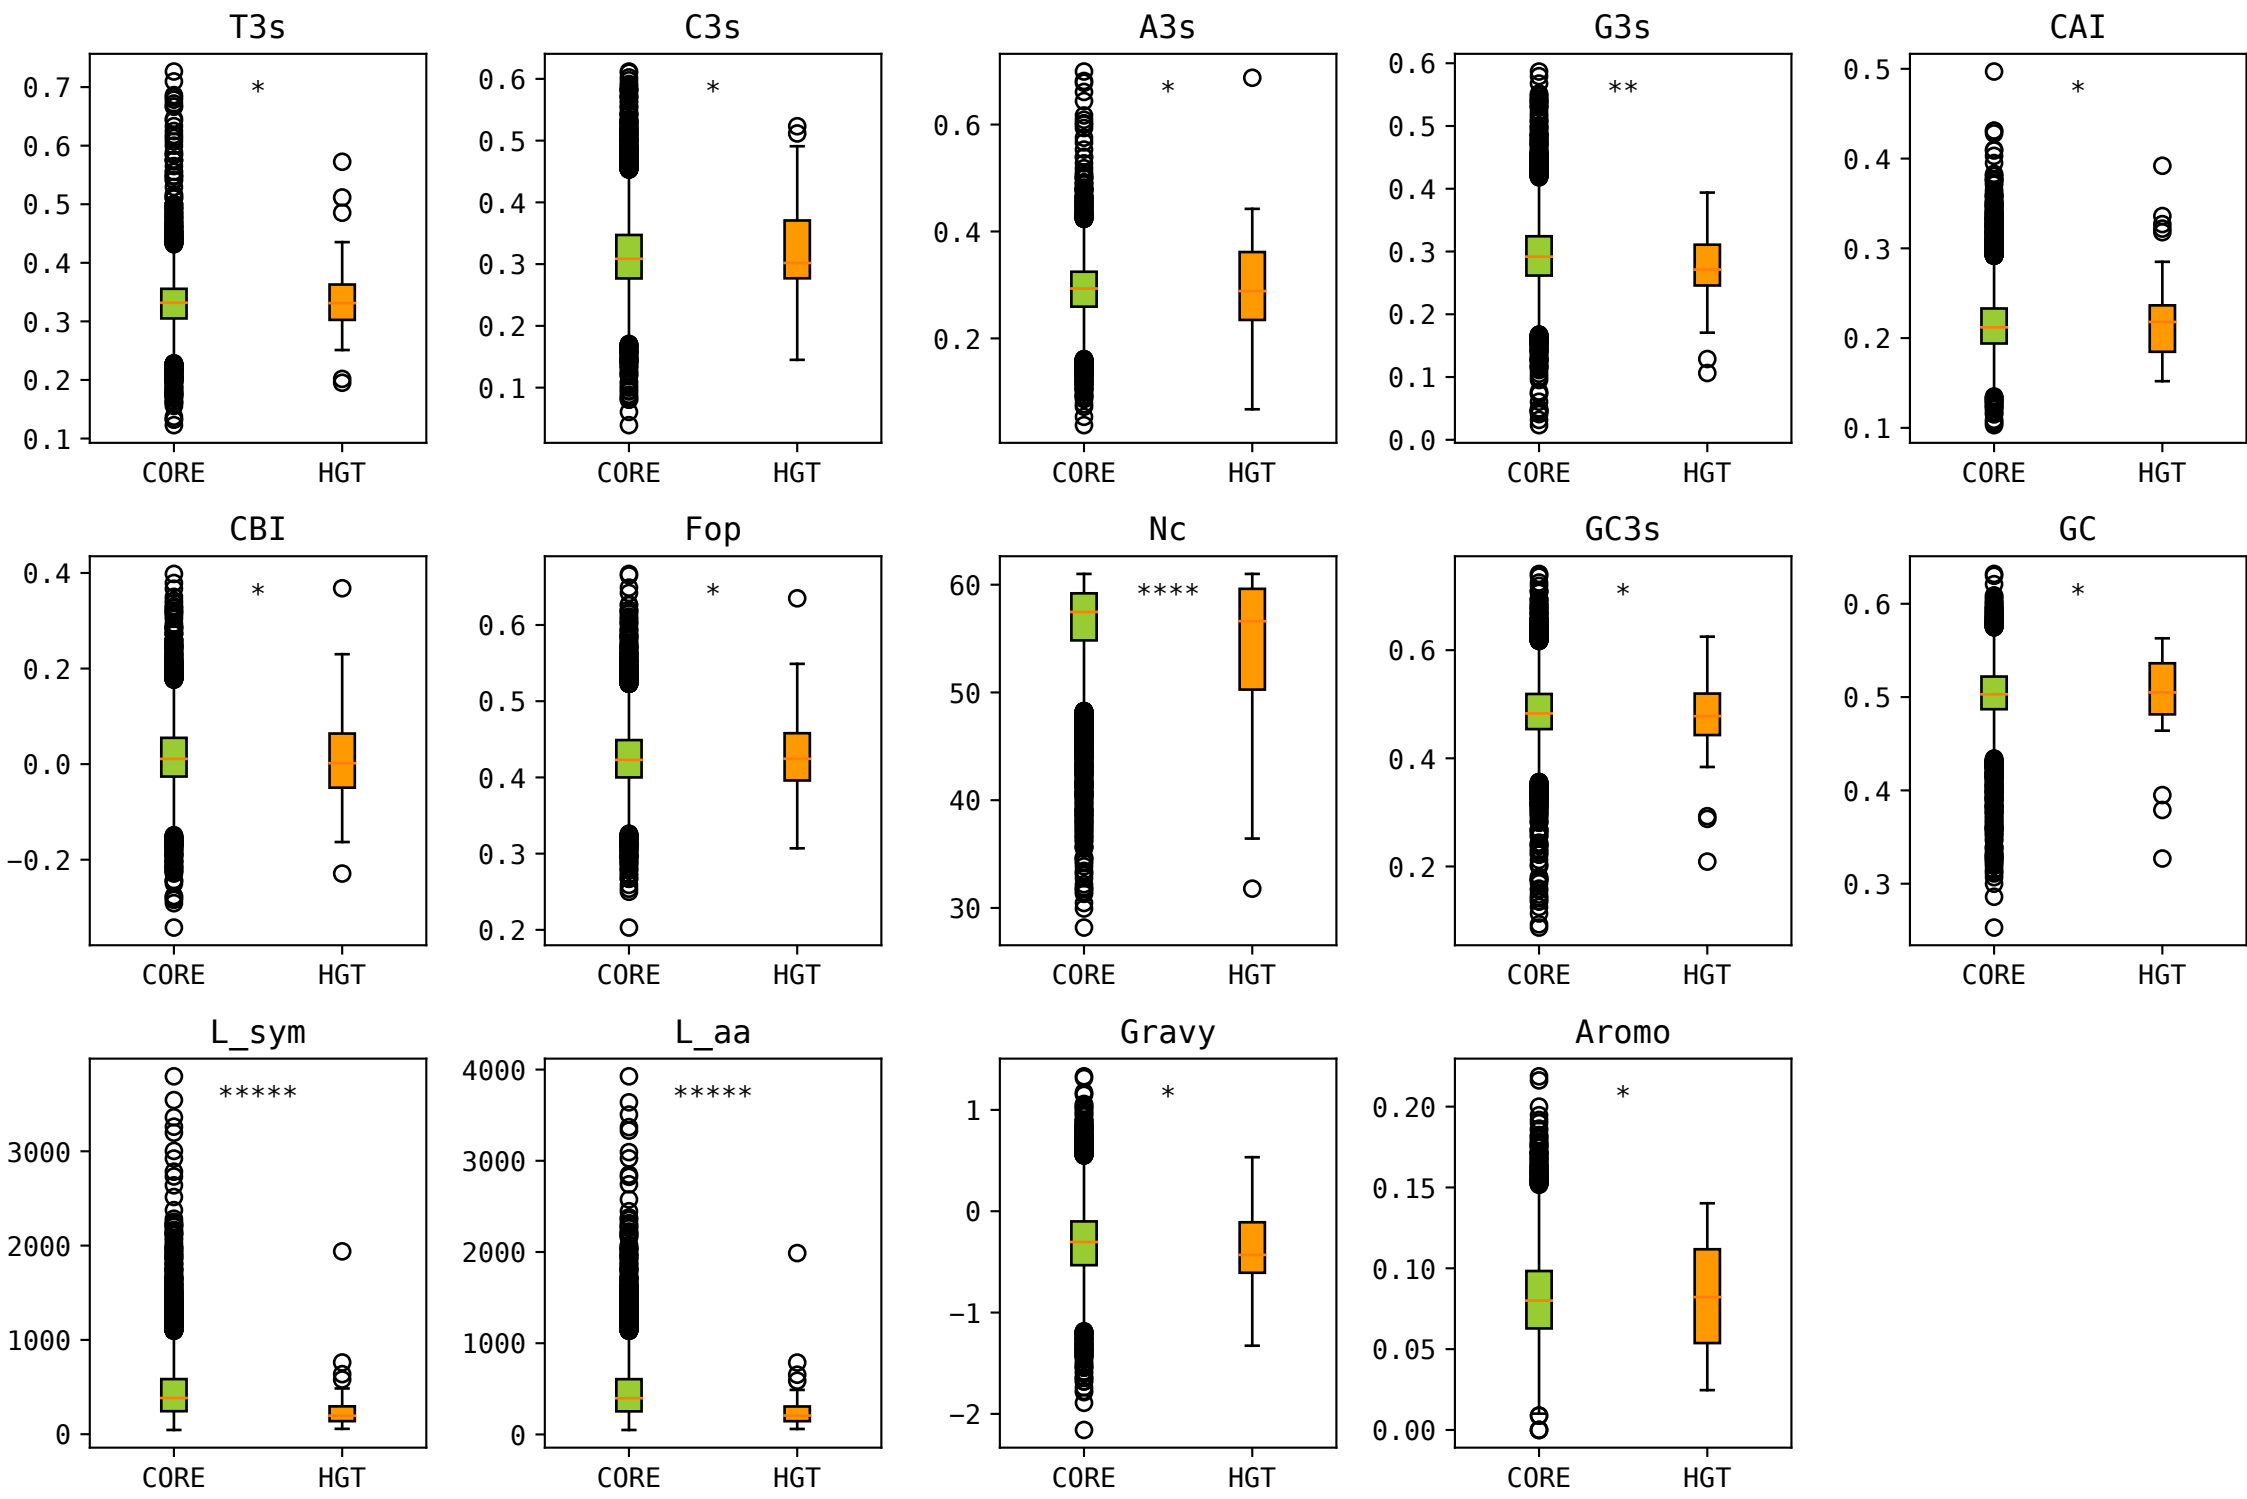 T3s C3s A3s G3s CAI
* * * ** *
0.7 0.6 0.5 0.4 0.3 0.2 0.1
0.6 0.5 0.4 0.3 0.2 0.1
0.6 0.4 0.2
0.6 0.5 0.4 0.3 0.2 0.1 0.0
0.5 0.4 0.3 0.2 0.1
CORE HGT CORE HGT CORE HGT CORE HGT CORE HGT
CBI Fop Nc GC3s GC
* * **** * *
0.4 0.2 0.0 −0.2
0.6 0.5 0.4 0.3 0.2
60 50 40 30
0.6 0.4 0.2
0.6 0.5 0.4 0.3
CORE HGT CORE HGT CORE HGT CORE HGT CORE HGT
L_sym L_aa Gravy Aromo
***** ***** * *
3000 2000 1000 0
4000 3000 2000 1000 0
1 0 −1 −2
0.20 0.15 0.10 0.05 0.00
CORE HGT CORE HGT CORE HGT CORE HGT